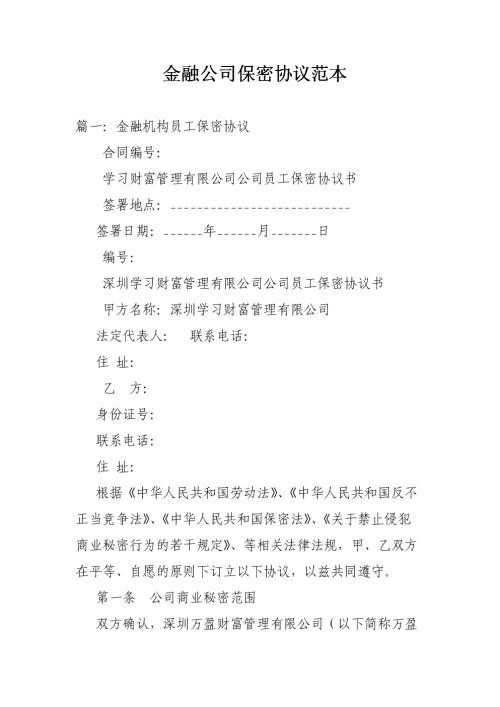 金融公司保密协议范本
篇一：金融机构员工保密协议
合同编号：
学习财富管理有限公司公司员工保密协议书
签署地点：___________________________
签署日期：______年______月_______日
编号：
深圳学习财富管理有限公司公司员工保密协议书
甲方名称：深圳学习财富管理有限公司
法定代表人： 联系电话：
住 址：
乙 方：
身份证号：
联系电话：
住 址：
根据《中华人民共和国劳动法》、《中华人民共和国反不
正当竞争法》、《中华人民共和国保密法》、《关于禁止侵犯
商业秘密行为的若干规定》、等相关法律法规，甲、乙双方
在平等、自愿的原则下订立以下协议，以兹共同遵守。
第一条 公司商业秘密范围
双方确认，深圳万盈财富管理有限公司（以下简称万盈